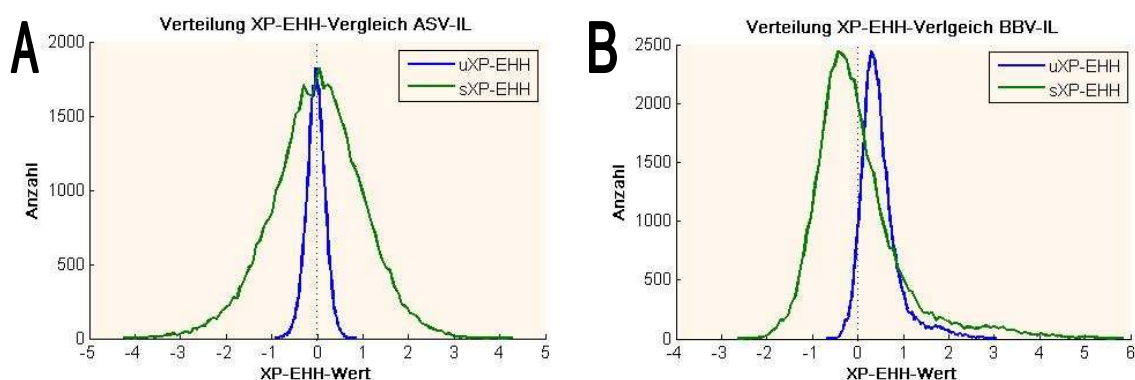 A
Verteilung XP-EHH-Vergleich ASV-IL
2000
1500
1000
500
0
Anzahl
uXP-EHH
sXP-EHH
-5 -4 -3 -2 -1 0 1 2 3 4 5
XP-EHH-Wert
B
Verteilung XP-EHH-Verlgeich BBV-IL
2500
2000
1500
1000
500
0
Anzahl
uXP-EHH
sXP-EHH
-4 -3 -2 -1 0 1 2 3 4 5 6
XP-EHH-Wert